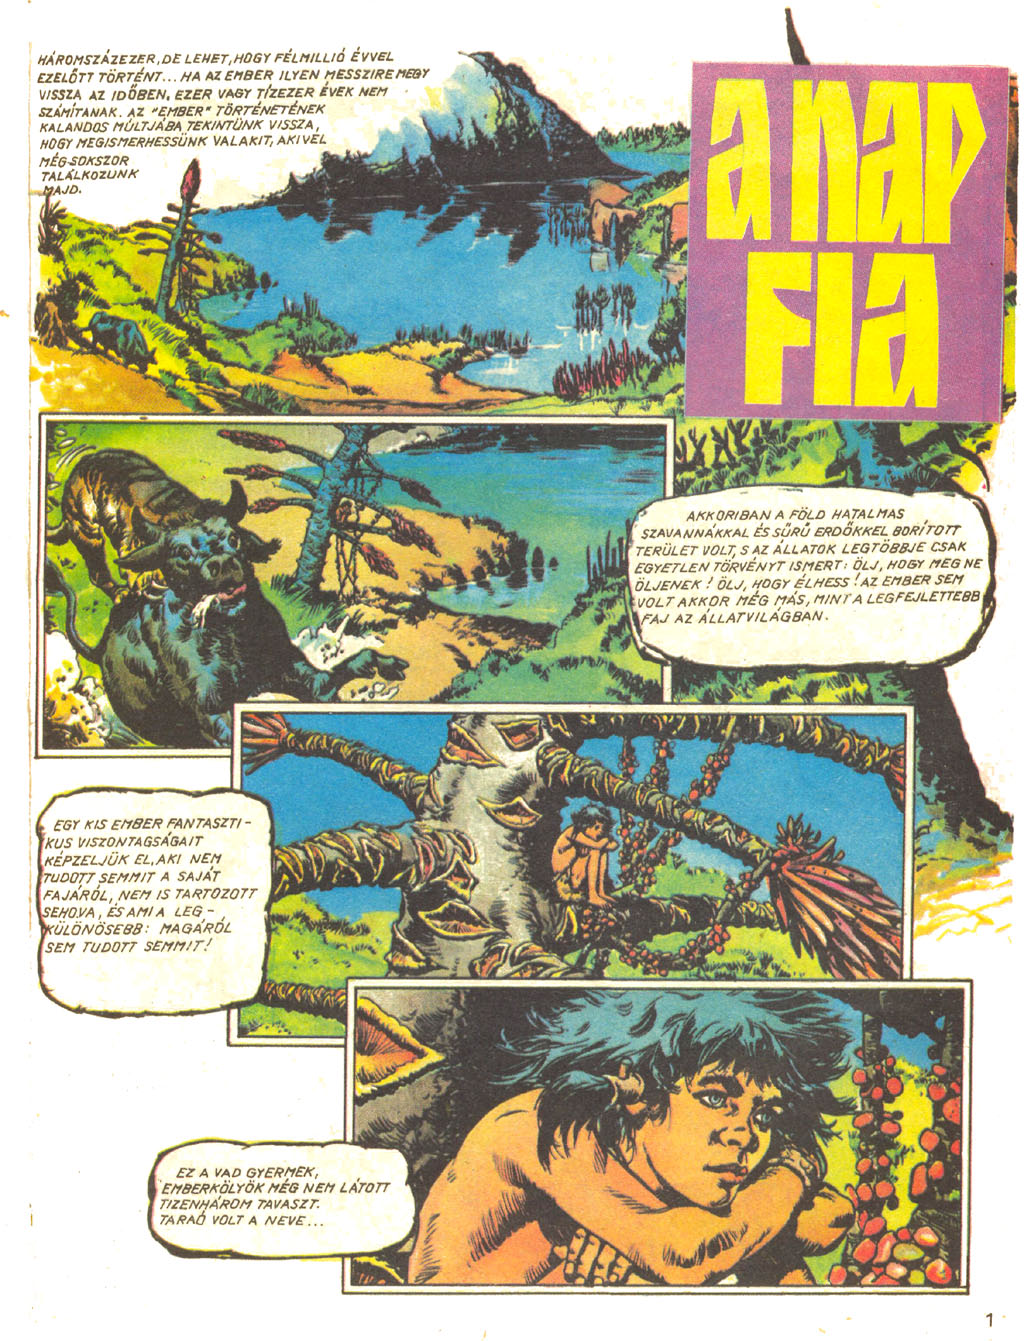 HÁROMSZÁZEZER, DE LEHET, HOGY FÉLMILLIÓ ÉVVEL
EZELŐTT TÖRTÉNT... HA AZ EMBER ILYEN MESSZIRE MEGY
VISSZA AZ IDŐBEN, EZER VAGY TÍZEZER ÉVEK NEM
SZÁMÍTANAK. AZ "EMBER" TÖRTÉNETÉNEK
KALANDOS MÚLTJÁBA TEKINTÜNK VISSZA,
HOGY MEGISMERHESSÜNK VALAKIT, AKIVEL
MÉG SOKSZOR
TALÁLKOZUNK
MAJD.
A NAP
FIA
AKKORIBAN A FÖLD HATALMAS
SZAVANNÁKKAL ÉS SŰRŰ ERDŐKKEL BORÍTOTT
TERÜLET VOLT, S AZ ÁLLATOK LEGTÖBBJE CSAK
EGYETLEN TÖRVÉNYT ISMERT: ÖLJ, HOGY MEG NE
ÖLJENEK! ÖLJ, HOGY ÉLHESS! AZ EMBER SEM
VOLT AKKOR MÉG MÁS, MINT A LEGFEJLETTEBB
FAJ AZ ÁLLATVILÁGBAN.
EGY KIS EMBER FANTASZTI-
KUS VISZONTAGSÁGAIT
KÉPZELJÜK EL, AKI NEM
TUDOTT SEMMIT A SAJÁT
FAJÁRÓL, NEM IS TARTOZOTT
SEHOVA, ÉS AMI A LEG-
KÜLÖNÖSEBB: MAGÁRÓL
SEM TUDOTT SEMMIT!
EZ A VAD GYERMEK,
EMBERKÖLYÖK MÉG NEM LÁTOTT
TIZENHÁROM TAVASZT.
TARAÓ VOLT A NEVE...
1